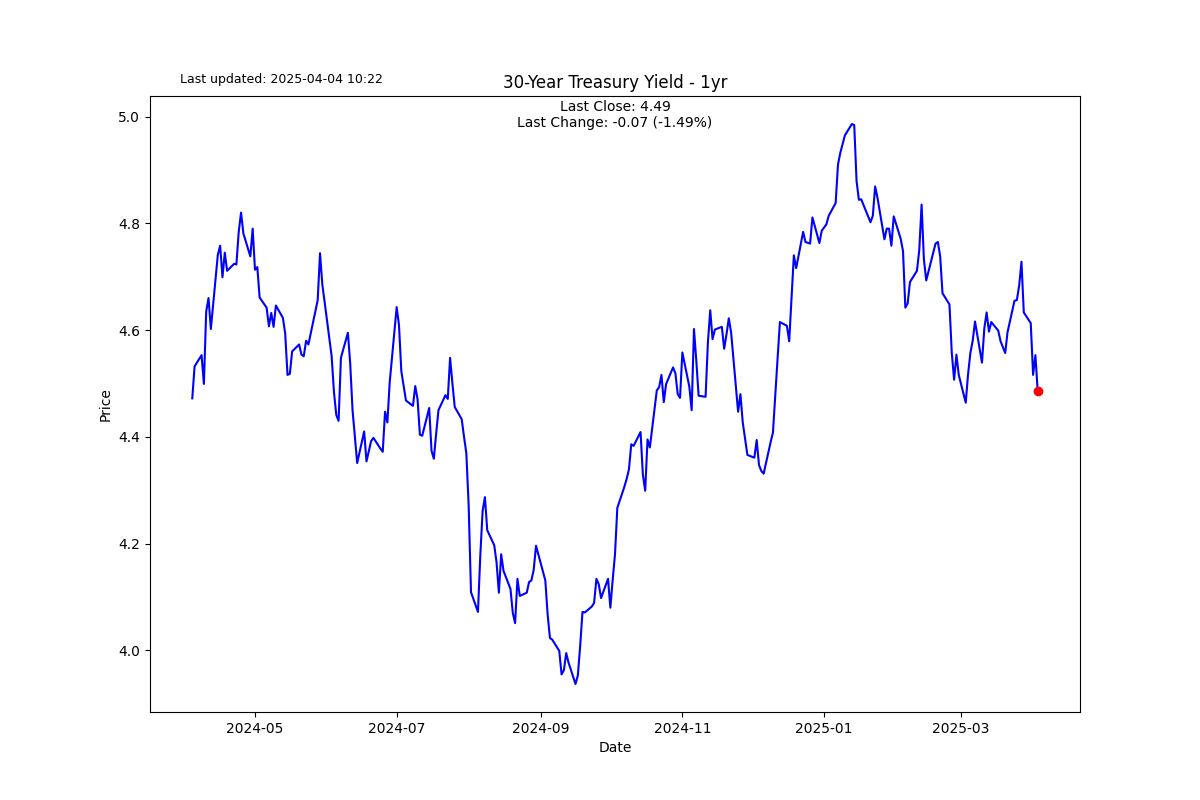 Last updated: 2025-04-04 10:22
30-Year Treasury Yield - 1yr
Last Close: 4.49
Last Change: -0.07 (-1.49%)
Price
5.0
4.8
4.6
4.4
4.2
4.0
2024-05
2024-07
2024-09
2024-11
2025-01
2025-03
Date